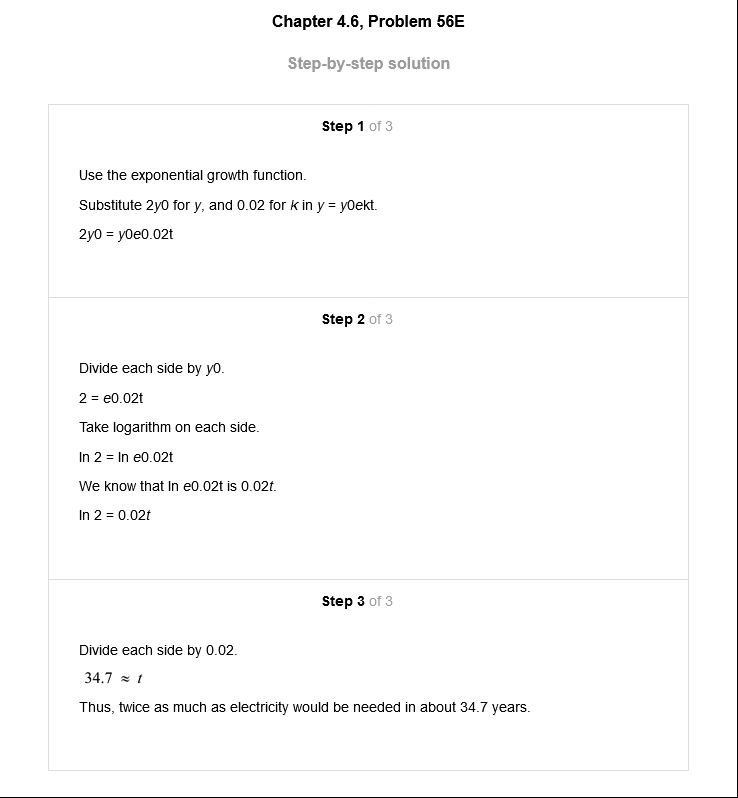 Chapter 4.6, Problem 56E
Step-by-step solution
Step 1 of 3
Use the exponential growth function.
Substitute 2y0 for y, and 0.02 for k in y = y0ekt.
2y0 = y0e0.02t
Step 2 of 3
Divide each side by y0.
2 = e0.02t
Take logarithm on each side.
ln 2 = ln e0.02t
We know that ln e0.02t is 0.02t.
ln 2 = 0.02t
Step 3 of 3
Divide each side by 0.02.
34.7 ≈ t
Thus, twice as much as electricity would be needed in about 34.7 years.